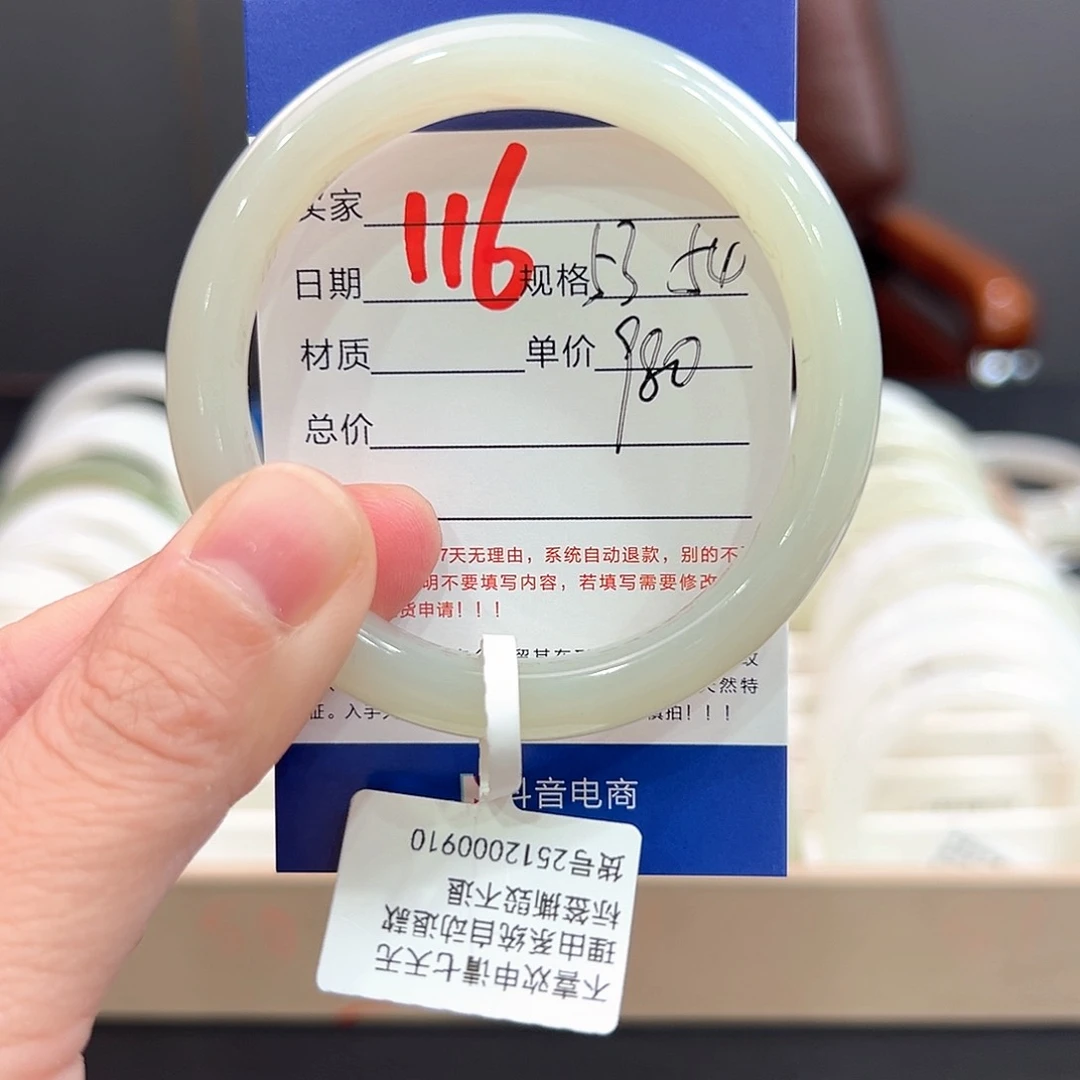 买家
116
日期 规格 53 54
材质 单价 980
总价
7天无理由，系统自动退款，别的不
明不要填写内容，若填写需要修改
货申请！！！
天然特
证。入手 慎拍！！！
抖音电商
不喜欢申请七天无
理由系统自动退款
标签撕毁不退
货号2512000910